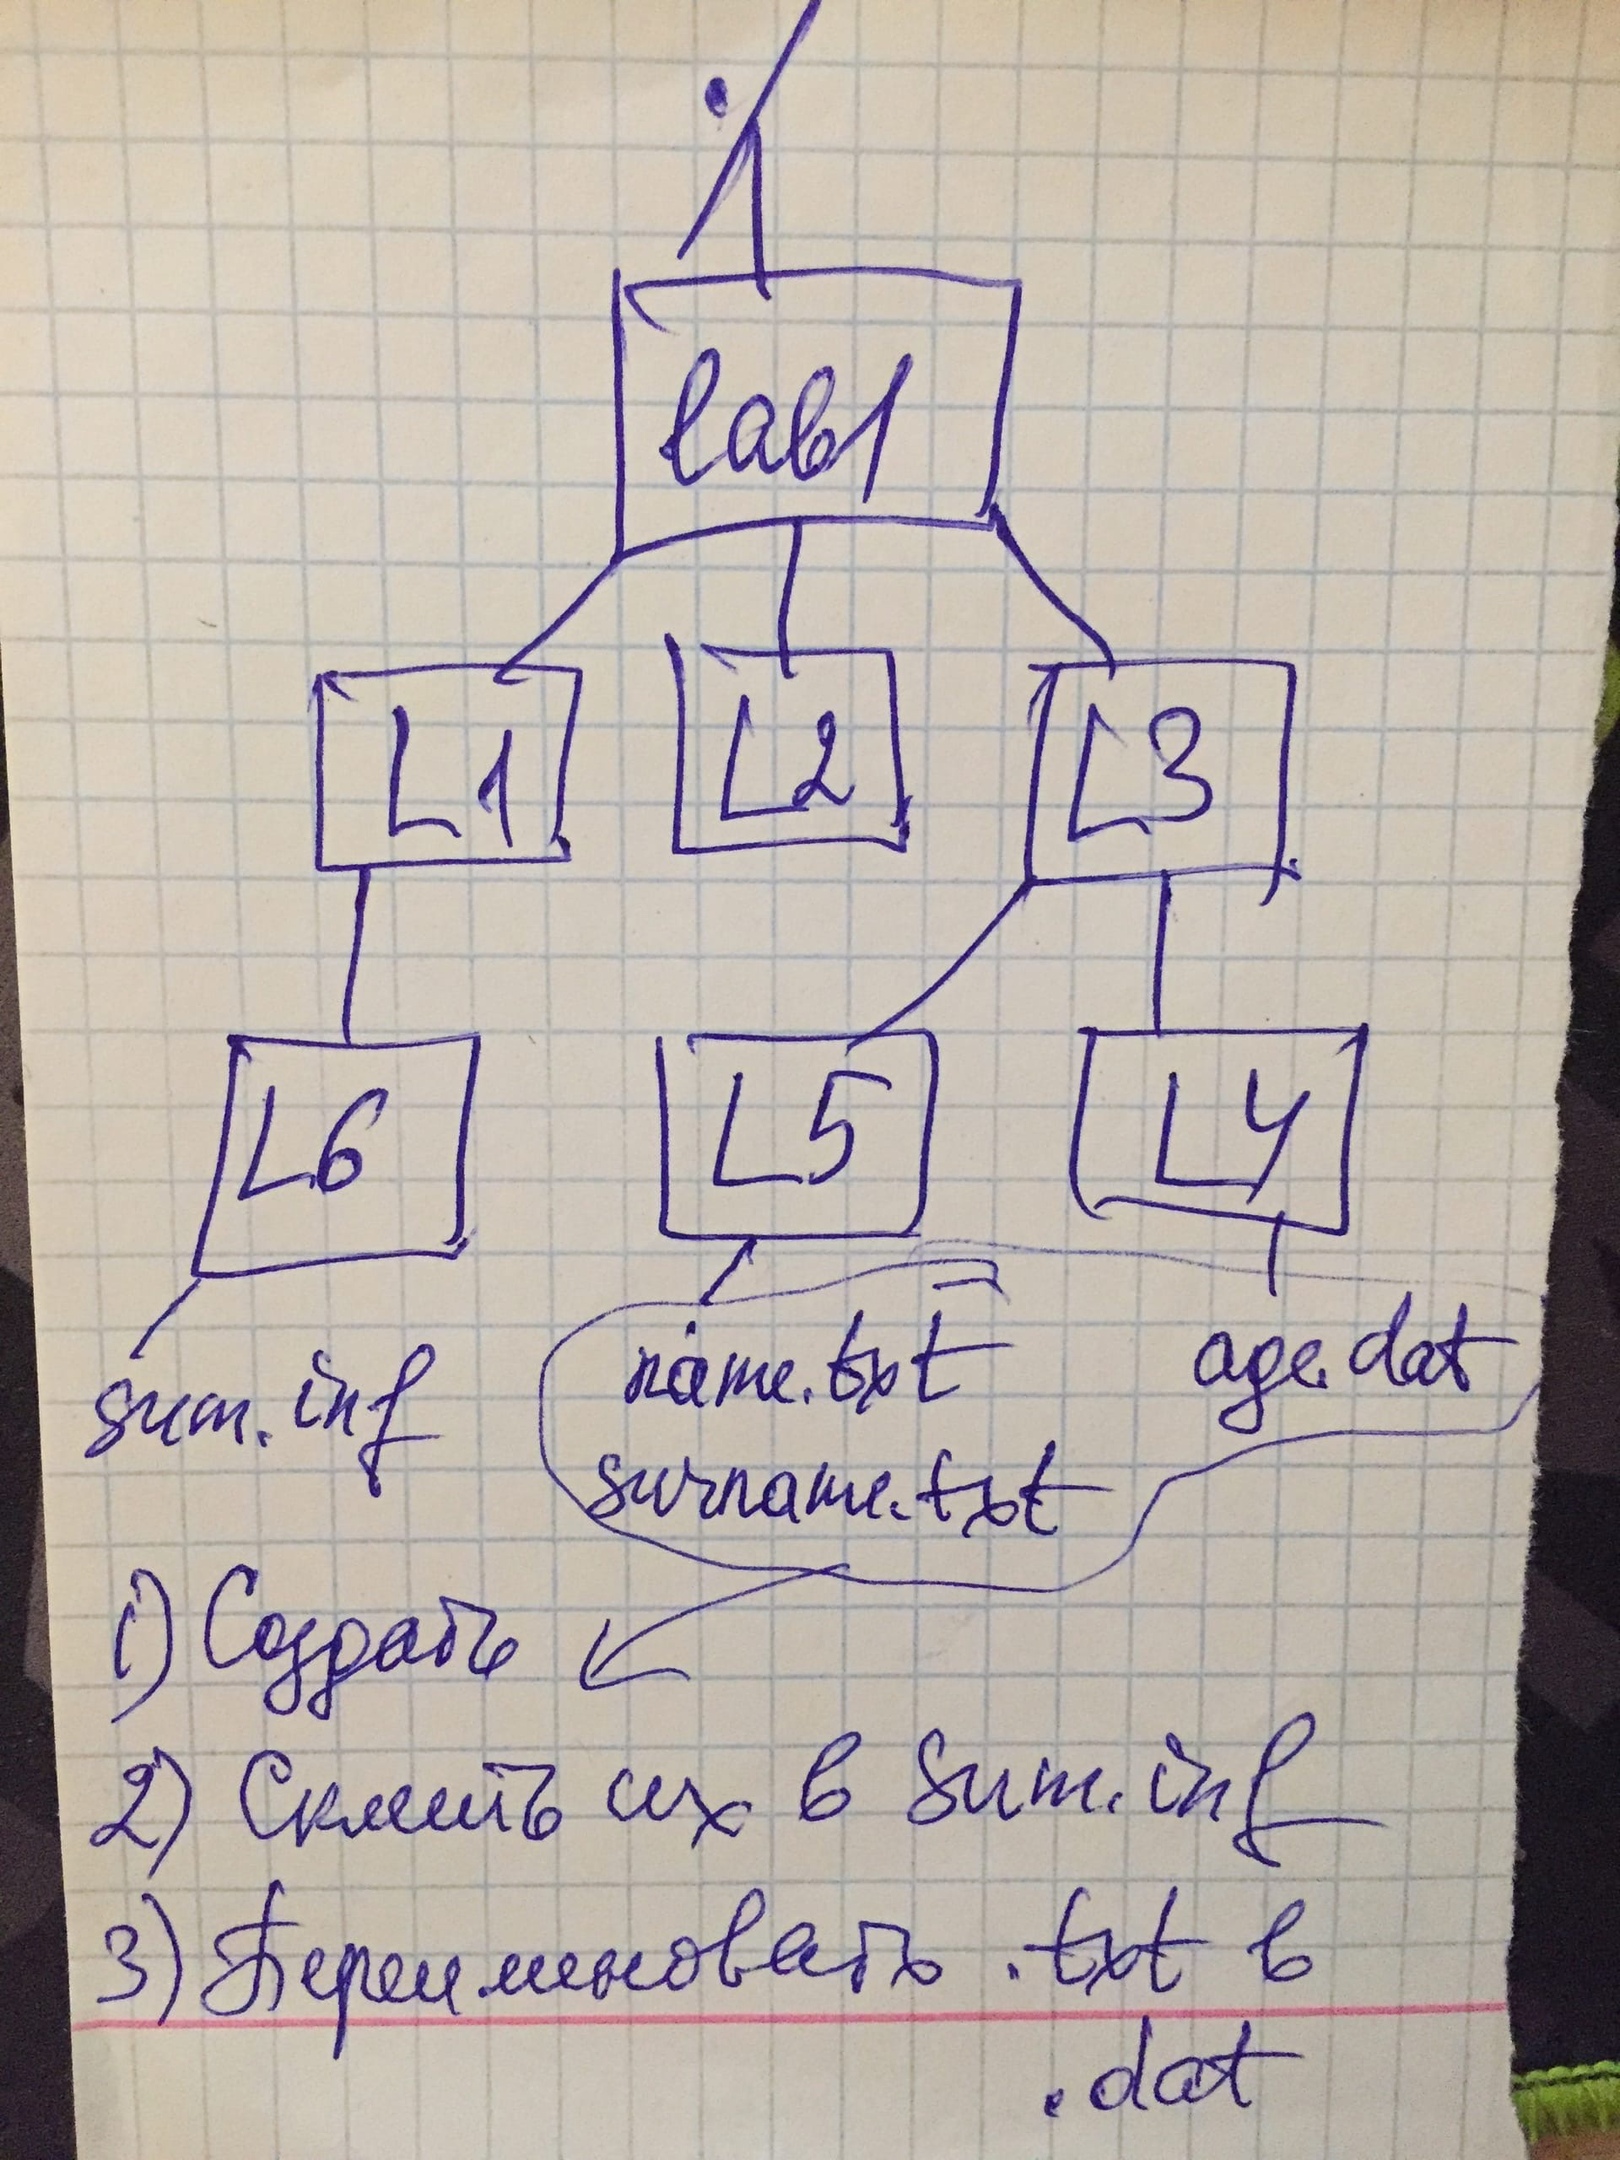 ./
lab1
L1 L2 L3
L6 L5 L4
sum.inf name.txt age.dat
surname.txt
1) Создать
2) Склеить их в sum.inf
3) Переименовать .txt в
.dat